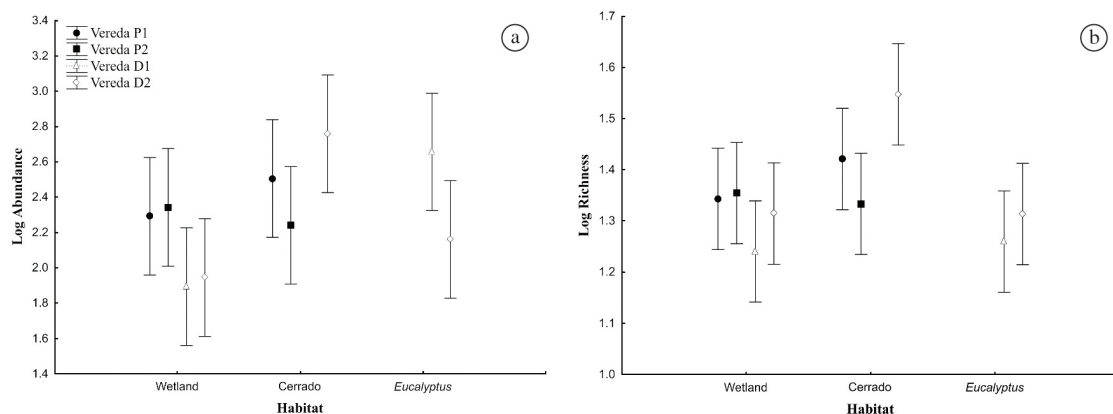 3.4
3.2
2.8
2.6
2.4
2.2
2.0
1.8
1.6
1.4
Log Abundance
Vereda P1
Vereda P2
Vereda D1
Vereda D2
a
Wetland Cerrado Eucalyptus
Habitat
1.7
1.6
1.5
1.4
1.3
1.2
1.1
1.0
Log Richness
b
Wetland Cerrado Eucalyptus
Habitat